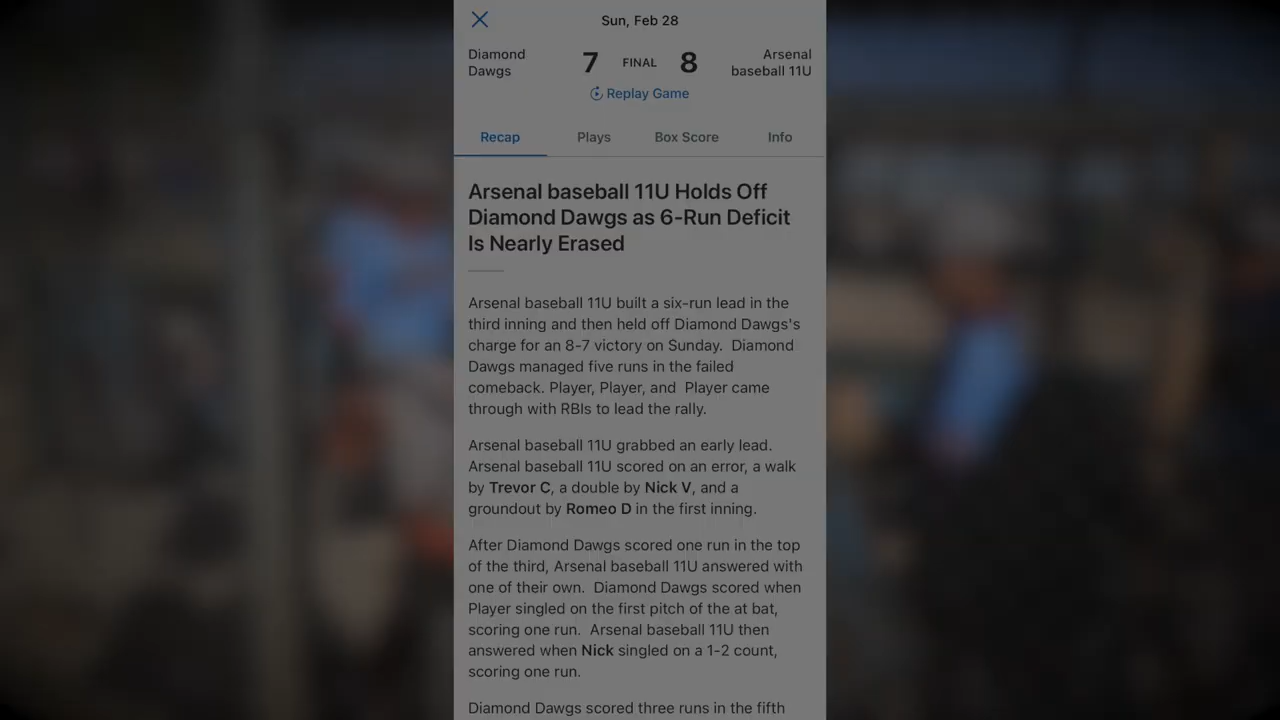 Sun, Feb 28
Diamond
Dawgs
7 FINAL 8
Arsenal
baseball 11U
Replay Game
Recap Plays Box Score Info
Arsenal baseball 11U Holds Off
Diamond Dawgs as 6-Run Deficit
Is Nearly Erased
Arsenal baseball 11U built a six-run lead in the
third inning and then held off Diamond Dawgs's
charge for an 8-7 victory on Sunday.  Diamond
Dawgs managed five runs in the failed
comeback. Player, Player, and  Player came
through with RBIs to lead the rally.
Arsenal baseball 11U grabbed an early lead.
Arsenal baseball 11U scored on an error, a walk
by Trevor C, a double by Nick V, and a
groundout by Romeo D in the first inning.
After Diamond Dawgs scored one run in the top
of the third, Arsenal baseball 11U answered with
one of their own.  Diamond Dawgs scored when
Player singled on the first pitch of the at bat,
scoring one run.  Arsenal baseball 11U then
answered when Nick singled on a 1-2 count,
scoring one run.
Diamond Dawgs scored three runs in the fifth